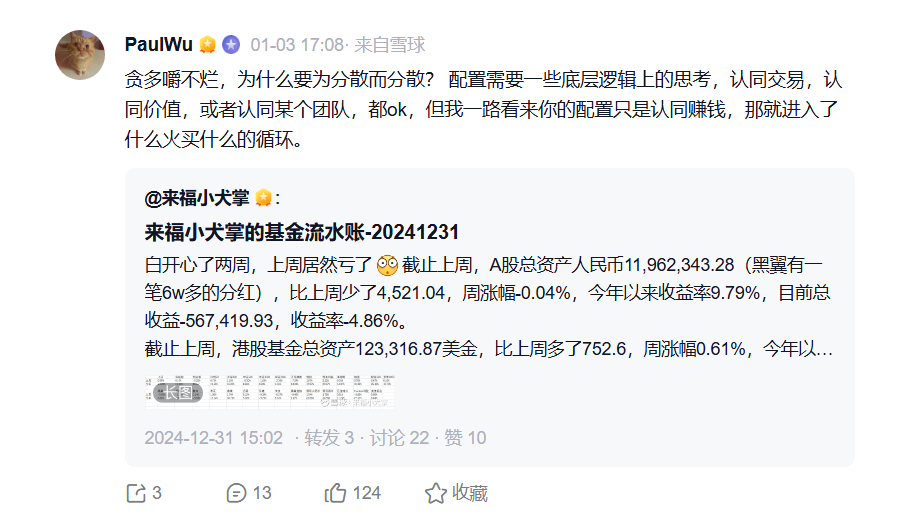 PaulWu 01-03 17:08· 来自雪球
贪多嚼不烂，为什么要为分散而分散？ 配置需要一些底层逻辑上的思考，认同交易，认
同价值，或者认同某个团队，都ok，但我一路看来你的配置只是认同赚钱，那就进入了
什么火买什么的循环。
@来福小犬掌 :
来福小犬掌的基金流水账-20241231
白开心了两周，上周居然亏了 截止上周，A股总资产人民币11,962,343.28（黑翼有一
笔6w多的分红），比上周少了4,521.04，周涨幅-0.04%，今年以来收益率9.79%，目前总
收益-567,419.93，收益率-4.86%。
截止上周，港股基金总资产123,316.87美金，比上周多了752.6，周涨幅0.61%，今年以…
长图
2024-12-31 15:02 · 转发 3 · 讨论 22 · 赞 10
3 13 124 收藏